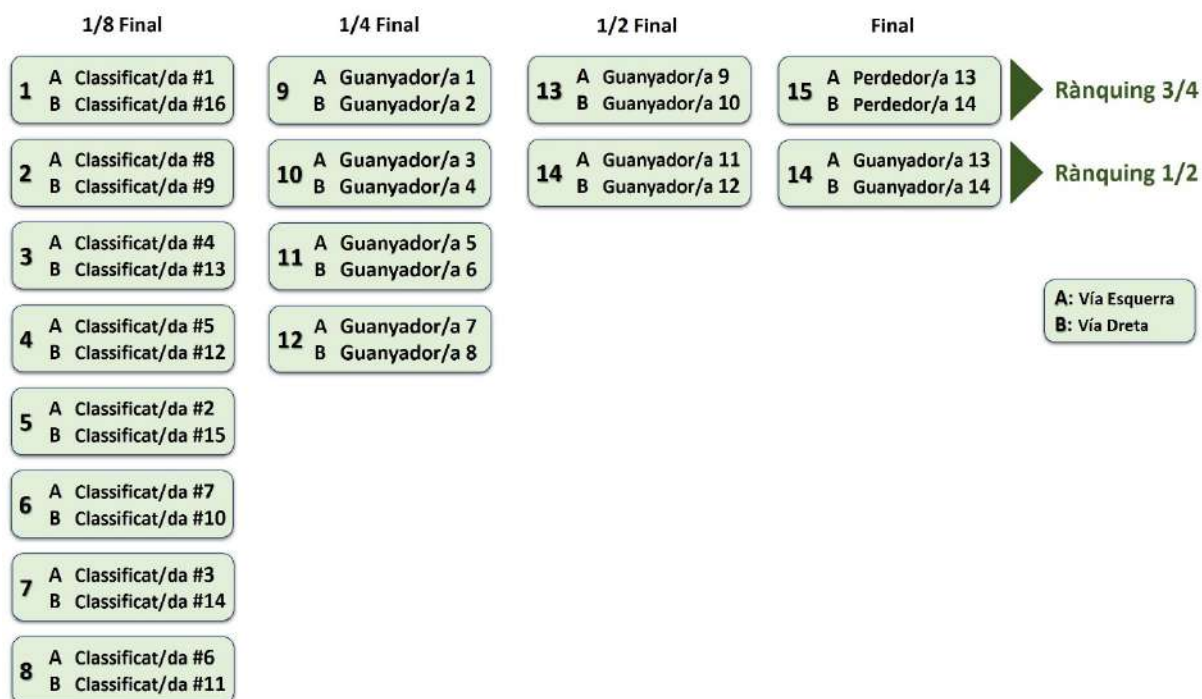 1/8 Final
1 A Classificat/da #1
B Classificat/da #16
2 A Classificat/da #8
B Classificat/da #9
3 A Classificat/da #4
B Classificat/da #13
4 A Classificat/da #5
B Classificat/da #12
5 A Classificat/da #2
B Classificat/da #15
6 A Classificat/da #7
B Classificat/da #10
7 A Classificat/da #3
B Classificat/da #14
8 A Classificat/da #6
B Classificat/da #11
1/4 Final
9 A Guanyador/a 1
B Guanyador/a 2
10 A Guanyador/a 3
B Guanyador/a 4
11 A Guanyador/a 5
B Guanyador/a 6
12 A Guanyador/a 7
B Guanyador/a 8
1/2 Final
13 A Guanyador/a 9
B Guanyador/a 10
14 A Guanyador/a 11
B Guanyador/a 12
Final
15 A Perdedor/a 13
B Perdedor/a 14
Rànquing 3/4
14 A Guanyador/a 13
B Guanyador/a 14
Rànquing 1/2
A: Vía Esquerra
B: Vía Dreta